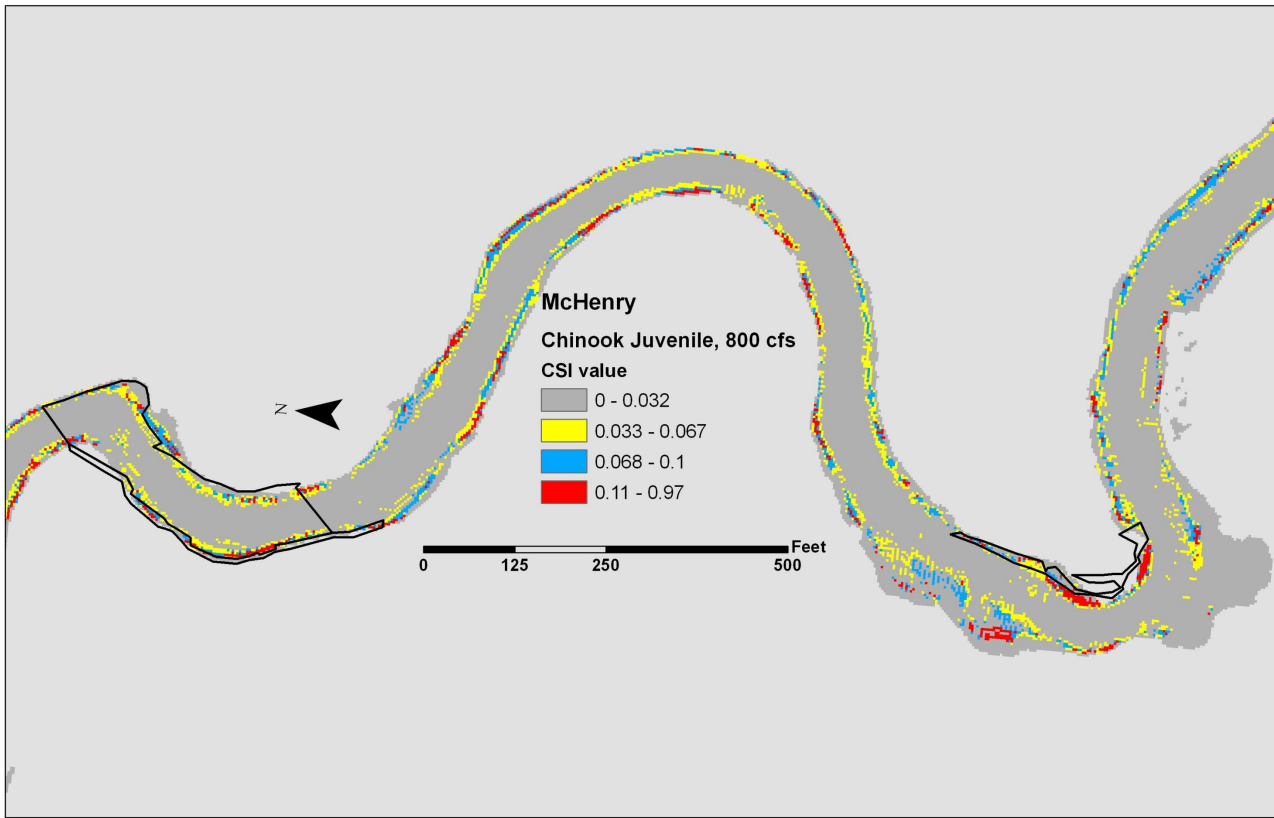 McHenry
Chinook Juvenile, 800 cfs
CSI value
0 - 0.032
0.033 - 0.067
0.068 - 0.1
0.11 - 0.97
N
Feet
0 125 250 500